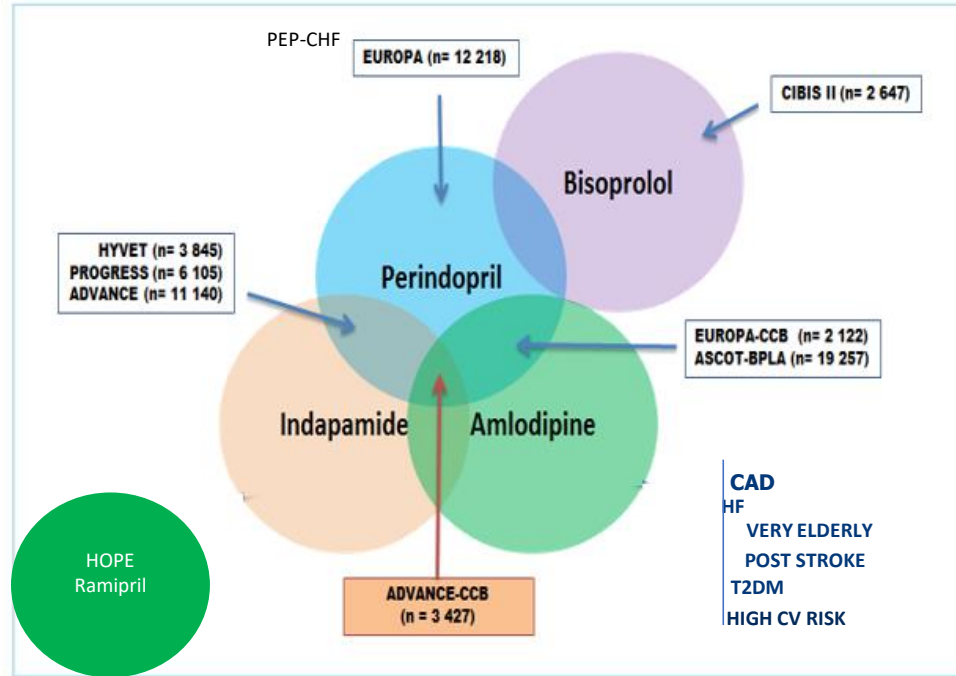 PEP-CHF
EUROPA (n= 12 218)
CIBIS II (n= 2 647)
Bisoprolol
HYVET (n= 3 845)
PROGRESS (n= 6 105)
ADVANCE (n= 11 140)
Perindopril
EUROPA-CCB (n= 2 122)
ASCOT-BPLA (n= 19 257)
Indapamide
Amlodipine
CAD
HF
VERY ELDERLY
POST STROKE
T2DM
HIGH CV RISK
HOPE
Ramipril
ADVANCE-CCB
(n = 3 427)